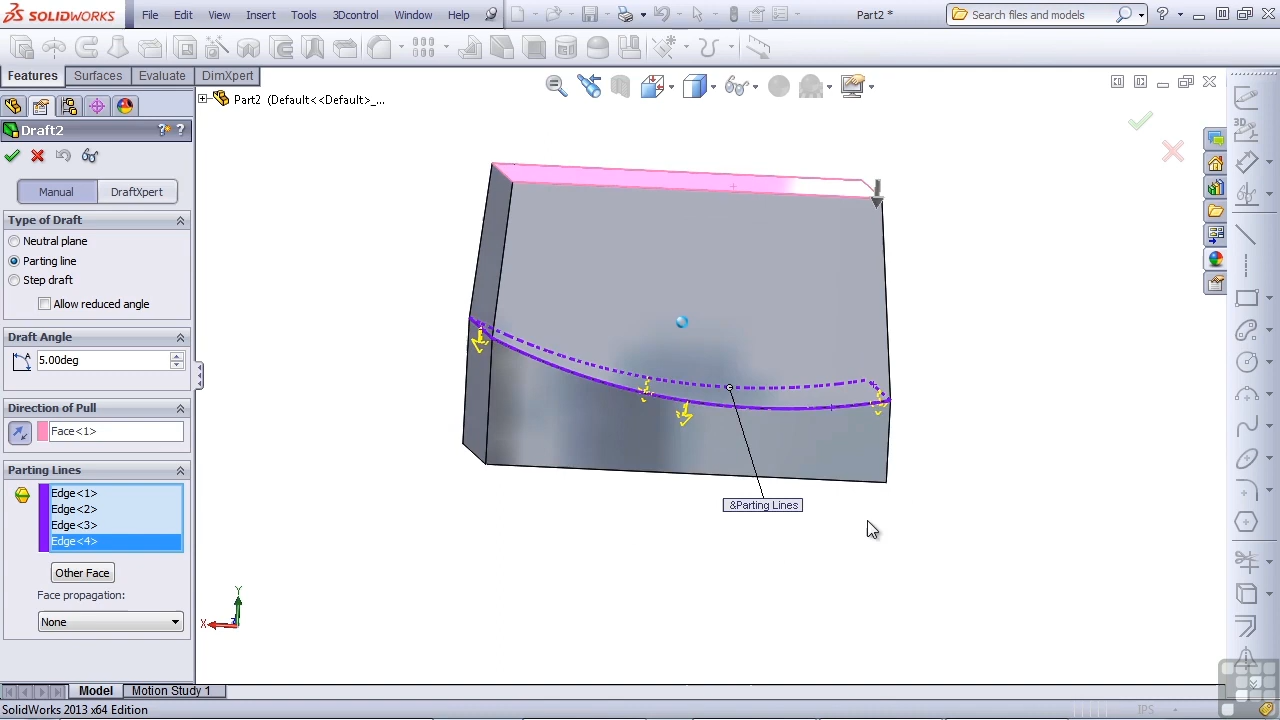 SOLIDWORKS File Edit View Insert Tools 3Dcontrol Window Help Part2 * Search files and models
Features Surfaces Evaluate DimXpert
Part2 (Default<<Default>_...
Draft2
Manual DraftXpert
Type of Draft
Neutral plane
Parting line
Step draft
Allow reduced angle
Draft Angle
5.00deg
Direction of Pull
Face<1>
Parting Lines
Edge<1>
Edge<2>
Edge<3>
Edge<4>
&Parting Lines
Other Face
Face propagation:
None
Y
X
Model Motion Study 1
SolidWorks 2013 x64 Edition IPS